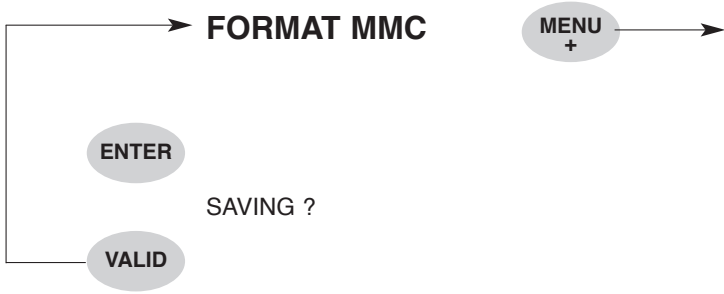 FORMAT MMC
MENU
+
ENTER
SAVING ?
VALID